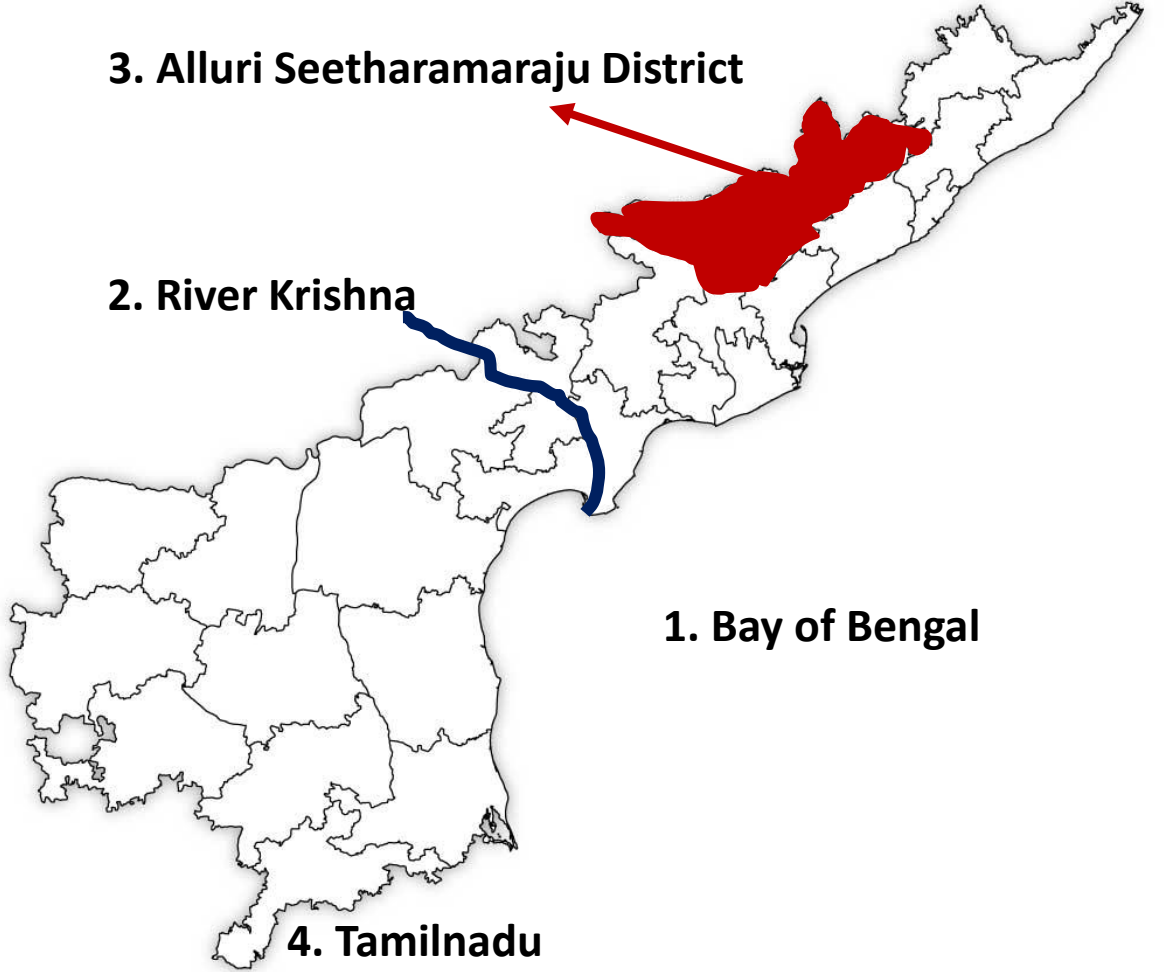 3. Alluri Seetharamaraju District
2. River Krishna
1. Bay of Bengal
4. Tamilnadu